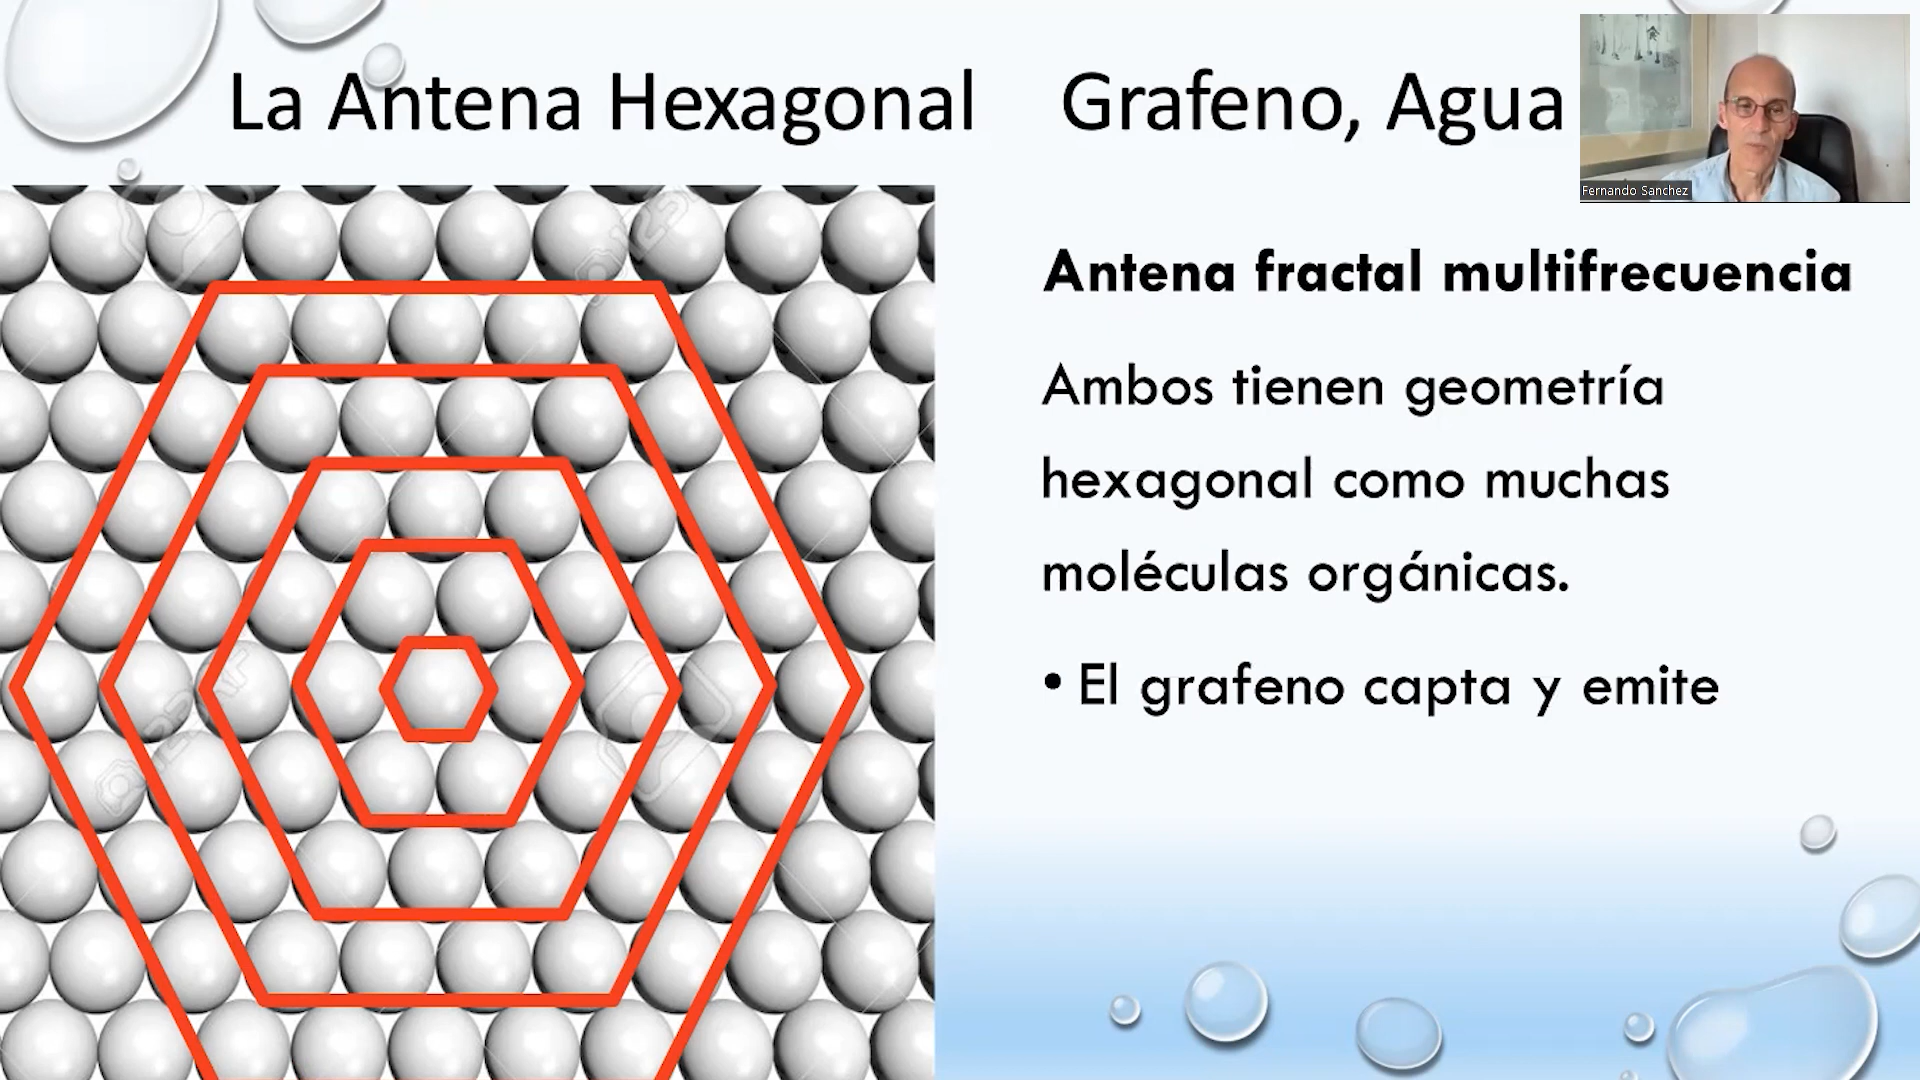 La Antena Hexagonal Grafeno, Agua
Fernando Sanchez
Antena fractal multifrecuencia
Ambos tienen geometría
hexagonal como muchas
moléculas orgánicas.
• El grafeno capta y emite
123RF